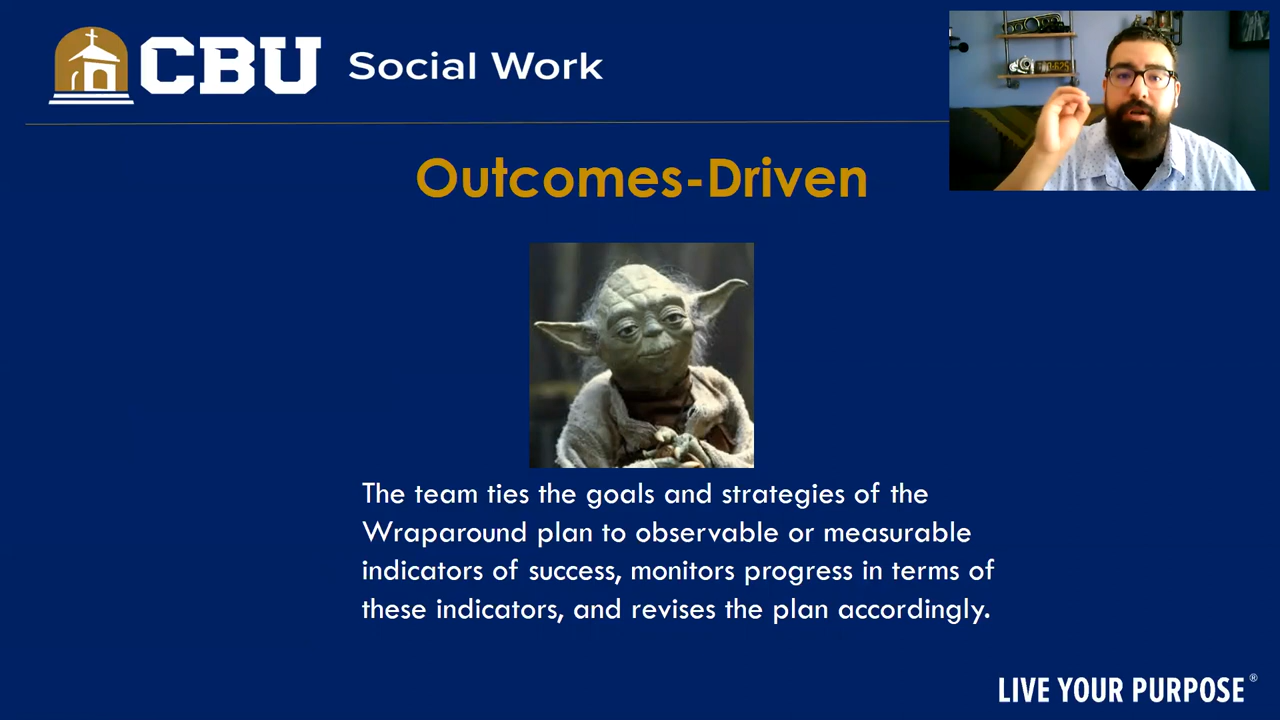 CBU Social Work
Outcomes-Driven
The team ties the goals and strategies of the
Wraparound plan to observable or measurable
indicators of success, monitors progress in terms of
these indicators, and revises the plan accordingly.
LIVE YOUR PURPOSE®